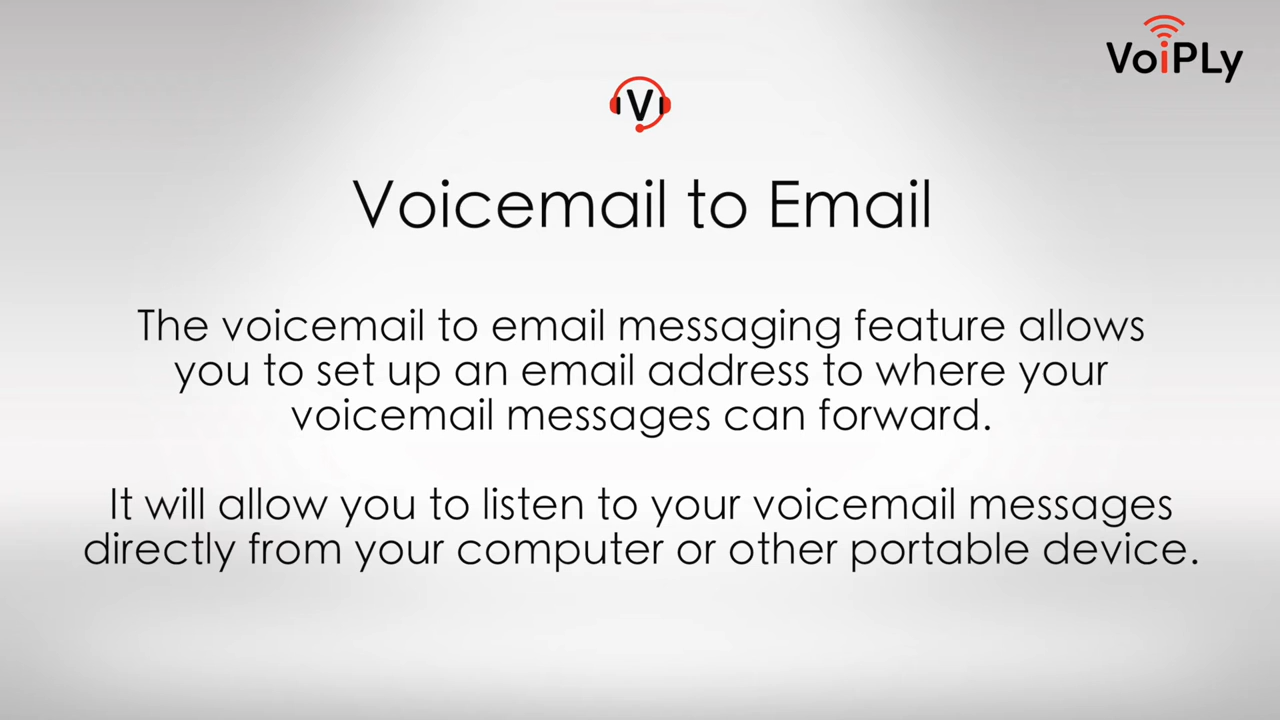 VoiPLy
V
Voicemail to Email
The voicemail to email messaging feature allows
you to set up an email address to where your
voicemail messages can forward.
It will allow you to listen to your voicemail messages
directly from your computer or other portable device.